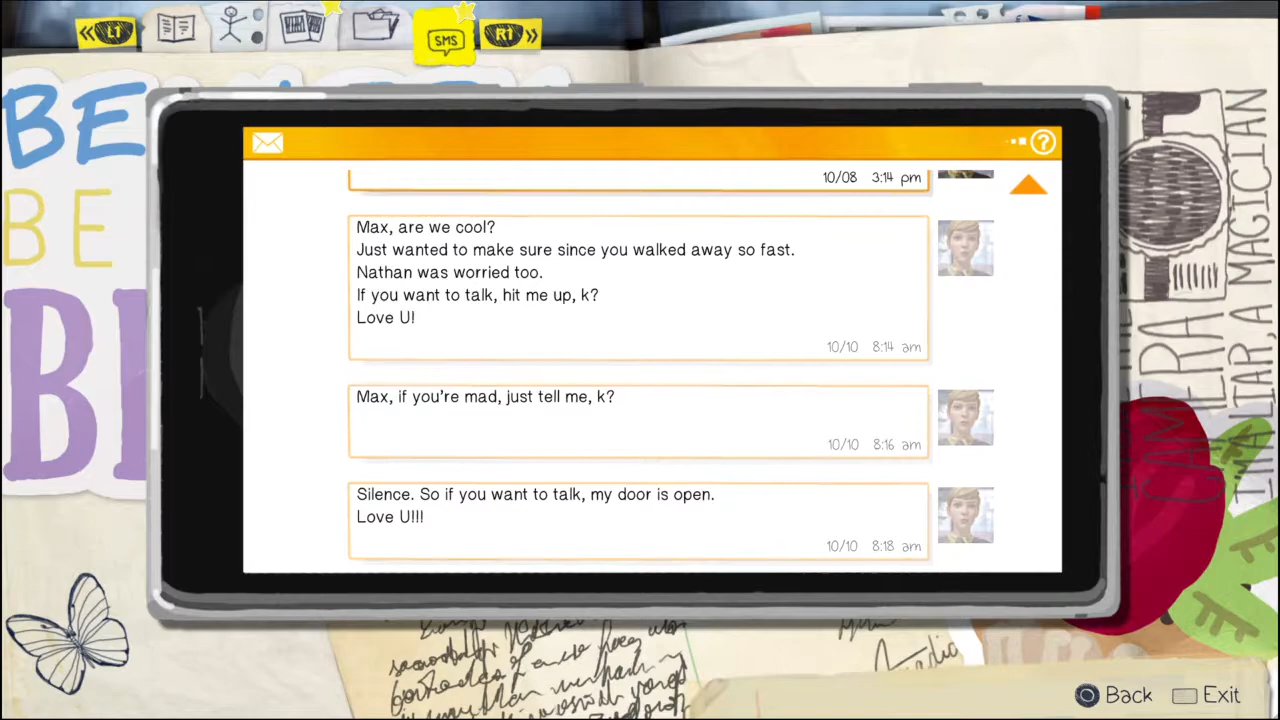 L1
SMS
R1
BE
BE
10/08 3:14 pm
Max, are we cool?
Just wanted to make sure since you walked away so fast.
Nathan was worried too.
If you want to talk, hit me up, k?
Love U!
10/10 8:14 am
Max, if you're mad, just tell me, k?
10/10 8:16 am
Silence. So if you want to talk, my door is open.
Love U!!!
10/10 8:18 am
?
A MAGICIAN
Back
Exit